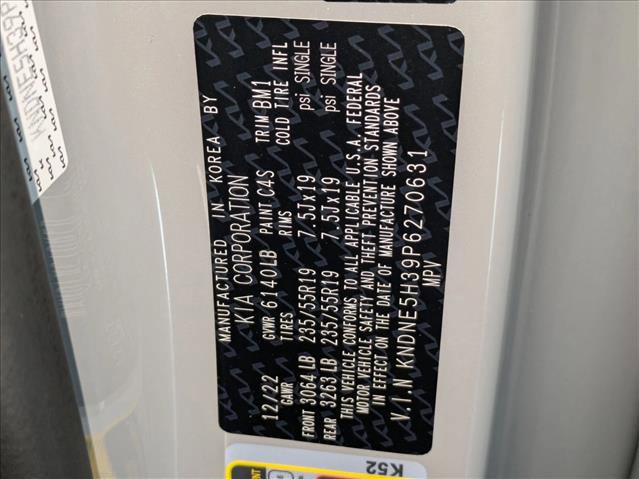 KNDNE5H39P
MANUFACTURED IN KOREA BY
KIA CORPORATION
12/22 GVWR 6140LB PAINT C4S TRIM BM1
GAWR TIRES RIMS COLD TIRE INFL
FRONT 3064LB 235/55R19 7.5Jx19 psi SINGLE
REAR 3263LB 235/55R19 7.5Jx19 psi SINGLE
THIS VEHICLE CONFORMS TO ALL APPLICABLE U.S.A. FEDERAL
MOTOR VEHICLE SAFETY AND THEFT PREVENTION STANDARDS
IN EFFECT ON THE DATE OF MANUFACTURE SHOWN ABOVE
V.I.N KNDNE5H39P6270631
MPV
K52